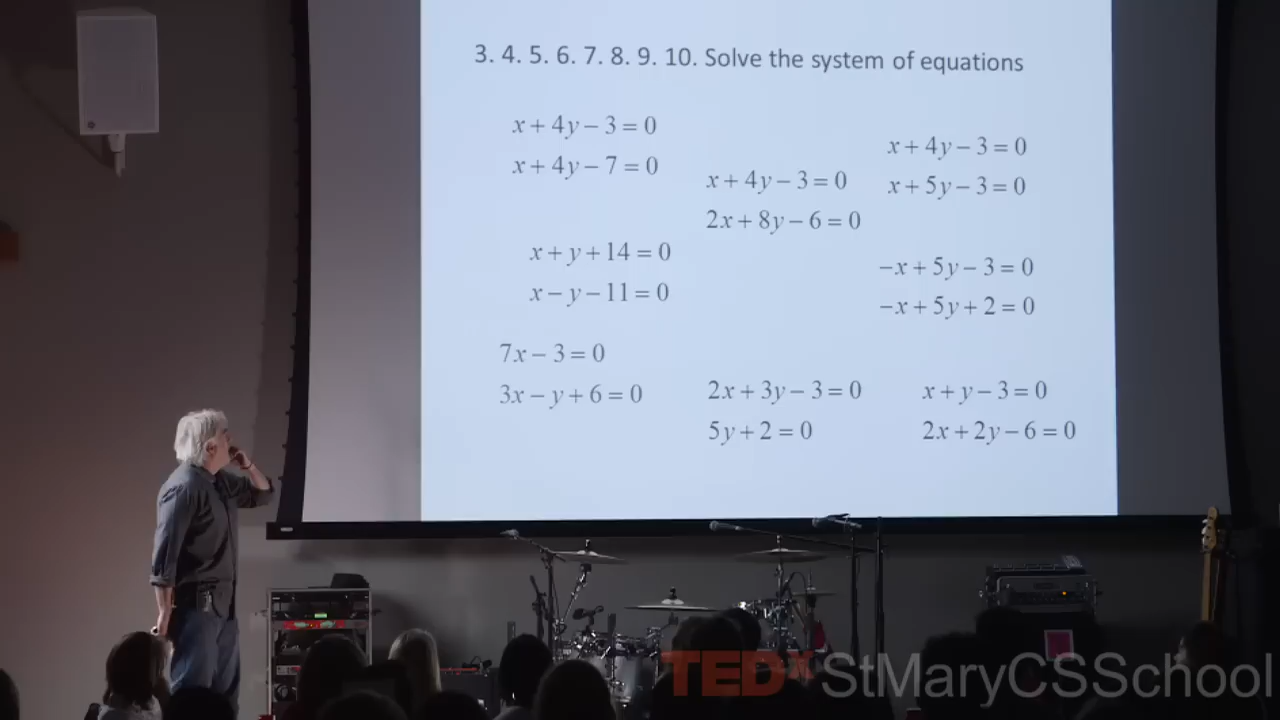 3. 4. 5. 6. 7. 8. 9. 10. Solve the system of equations
x + 4y − 3 = 0
x + 4y − 7 = 0
x + 4y − 3 = 0
2x + 8y − 6 = 0
x + 4y − 3 = 0
x + 5y − 3 = 0
x + y + 14 = 0
x − y − 11 = 0
−x + 5y − 3 = 0
−x + 5y + 2 = 0
7x − 3 = 0
3x − y + 6 = 0
2x + 3y − 3 = 0
5y + 2 = 0
x + y − 3 = 0
2x + 2y − 6 = 0
TEDx StMaryCSSchool